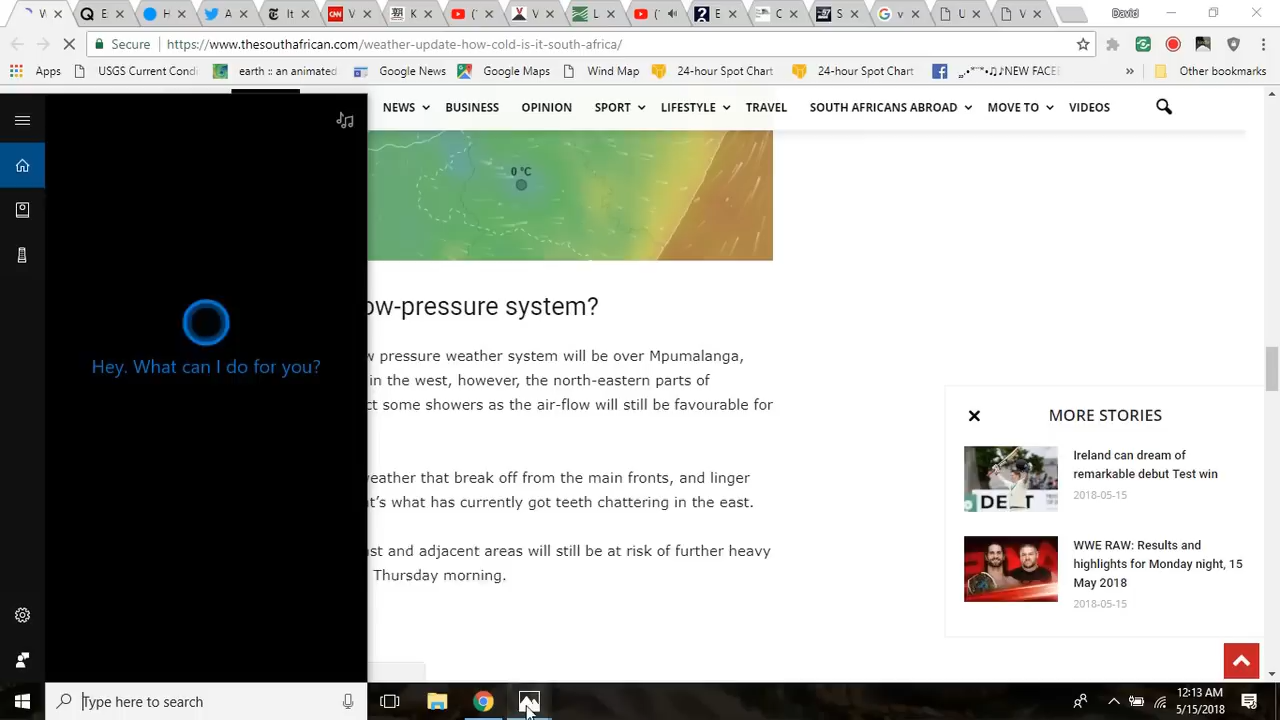 David
Secure https://www.thesouthafrican.com/weather-update-how-cold-is-it-south-africa/
Apps USGS Current Cond earth :: an animated Google News Google Maps Wind Map 24-hour Spot Chart 24-hour Spot Chart NEW FACE » Other bookmarks
NEWS BUSINESS OPINION SPORT LIFESTYLE TRAVEL SOUTH AFRICANS ABROAD MOVE TO VIDEOS
0 °C
ow-pressure system?
w pressure weather system will be over Mpumalanga,
in the west, however, the north-eastern parts of
ct some showers as the air-flow will still be favourable for
eather that break off from the main fronts, and linger
t's what has currently got teeth chattering in the east.
st and adjacent areas will still be at risk of further heavy
Thursday morning.
Hey. What can I do for you?
MORE STORIES
Ireland can dream of
remarkable debut Test win
2018-05-15
WWE RAW: Results and
highlights for Monday night, 15
May 2018
2018-05-15
Type here to search
12:13 AM
5/15/2018